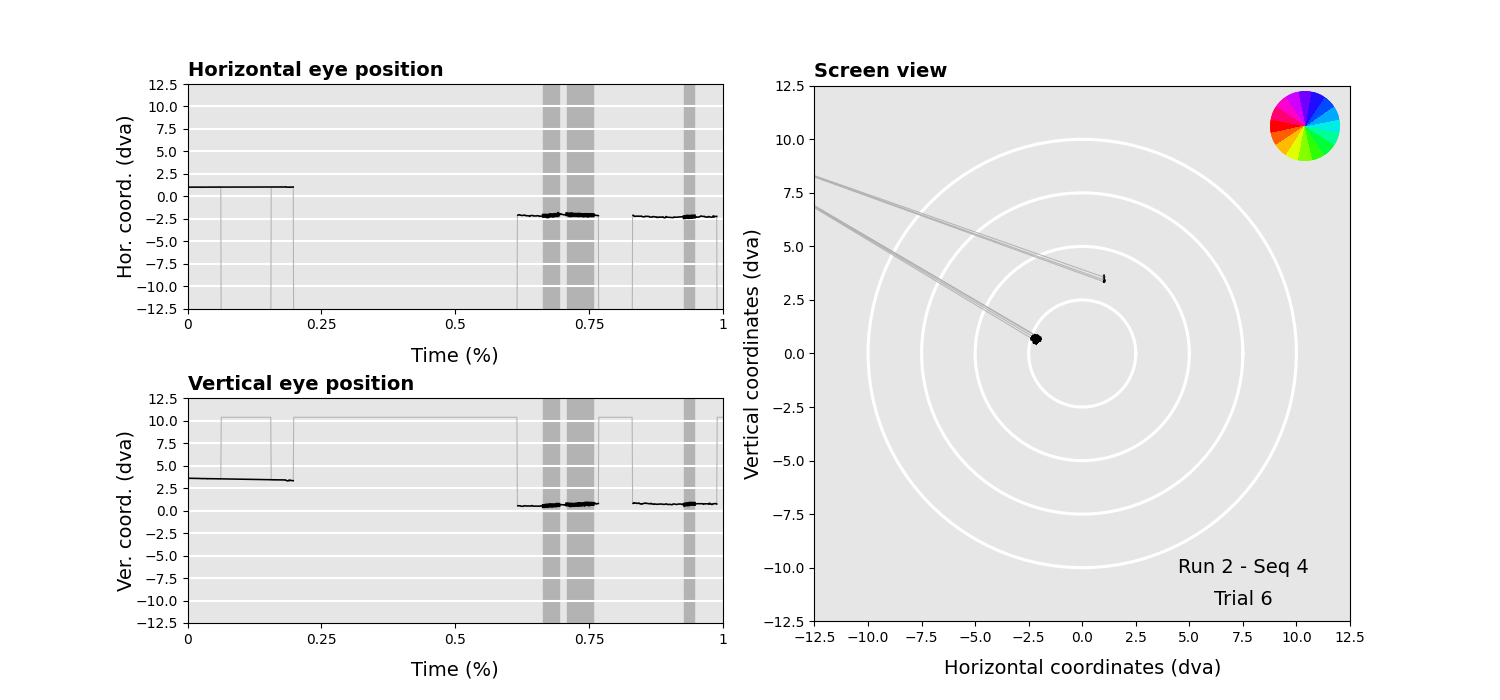 Horizontal eye position
12.5
10.0
7.5
5.0
2.5
0.0
−2.5
−5.0
−7.5
−10.0
−12.5
Hor. coord. (dva)
0 0.25 0.5 0.75 1
Time (%)
Vertical eye position
12.5
10.0
7.5
5.0
2.5
0.0
−2.5
−5.0
−7.5
−10.0
−12.5
Ver. coord. (dva)
0 0.25 0.5 0.75 1
Time (%)
Screen view
12.5
10.0
7.5
5.0
2.5
0.0
−2.5
−5.0
−7.5
−10.0
−12.5
Vertical coordinates (dva)
Run 2 - Seq 4
Trial 6
−12.5 −10.0 −7.5 −5.0 −2.5 0.0 2.5 5.0 7.5 10.0 12.5
Horizontal coordinates (dva)